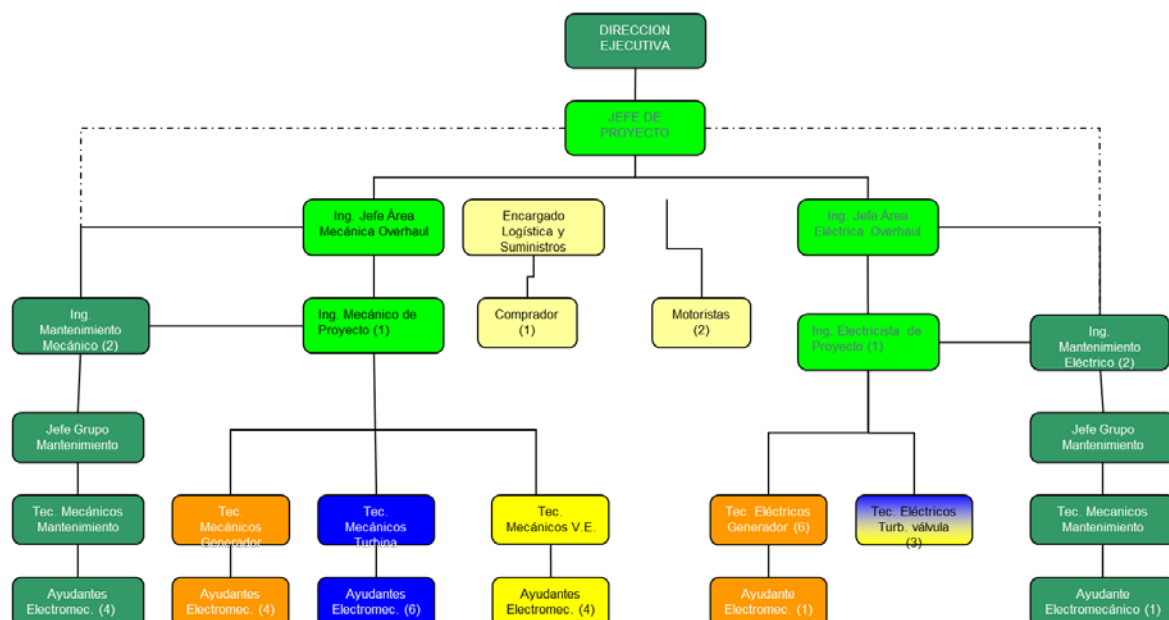 DIRECCION
EJECUTIVA
JEFE DE
PROYECTO
Ing. Jefe Área
Mecánica Overhaul
Encargado
Logística y
Suministros
Ing. Jefe Área
Eléctrica Overhaul
Ing.
Mantenimiento
Mecánico (2)
Ing. Mecánico de
Proyecto (1)
Comprador
(1)
Motoristas
(2)
Ing. Electricista de
Proyecto (1)
Ing.
Mantenimiento
Eléctrico (2)
Jefe Grupo
Mantenimiento
Jefe Grupo
Mantenimiento
Tec. Mecánicos
Mantenimiento
Tec.
Mecánicos
Generador
Tec.
Mecánicos
Turbina
Tec.
Mecánicos V.E.
Tec. Eléctricos
Generador (6)
Tec. Eléctricos
Turb. válvula
(3)
Tec. Mecanicos
Mantenimiento
Ayudantes
Electromec. (4)
Ayudantes
Electromec. (4)
Ayudantes
Electromec. (6)
Ayudantes
Electromec. (4)
Ayudante
Electromec. (1)
Ayudante
Electromecánico (1)